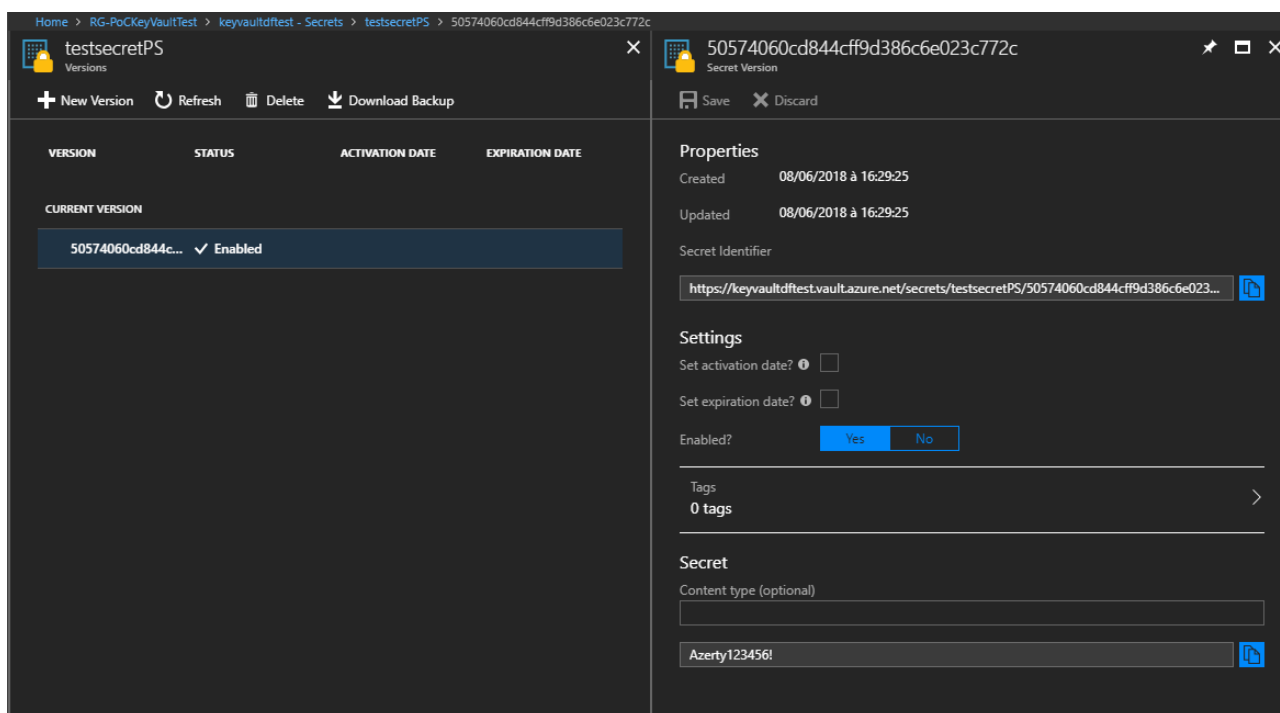 Home > RG-PoCKeyVaultTest > keyvaultdftest - Secrets > testsecretPS > 50574060cd844cff9d386c6e023c772c
testsecretPS
Versions
New Version Refresh Delete Download Backup
VERSION STATUS ACTIVATION DATE EXPIRATION DATE
CURRENT VERSION
50574060cd844c... Enabled
50574060cd844cff9d386c6e023c772c
Secret Version
Save Discard
Properties
Created 08/06/2018 à 16:29:25
Updated 08/06/2018 à 16:29:25
Secret Identifier
https://keyvaultdftest.vault.azure.net/secrets/testsecretPS/50574060cd844cff9d386c6e023...
Settings
Set activation date?
Set expiration date?
Enabled? Yes No
Tags
0 tags
Secret
Content type (optional)
Azerty123456!